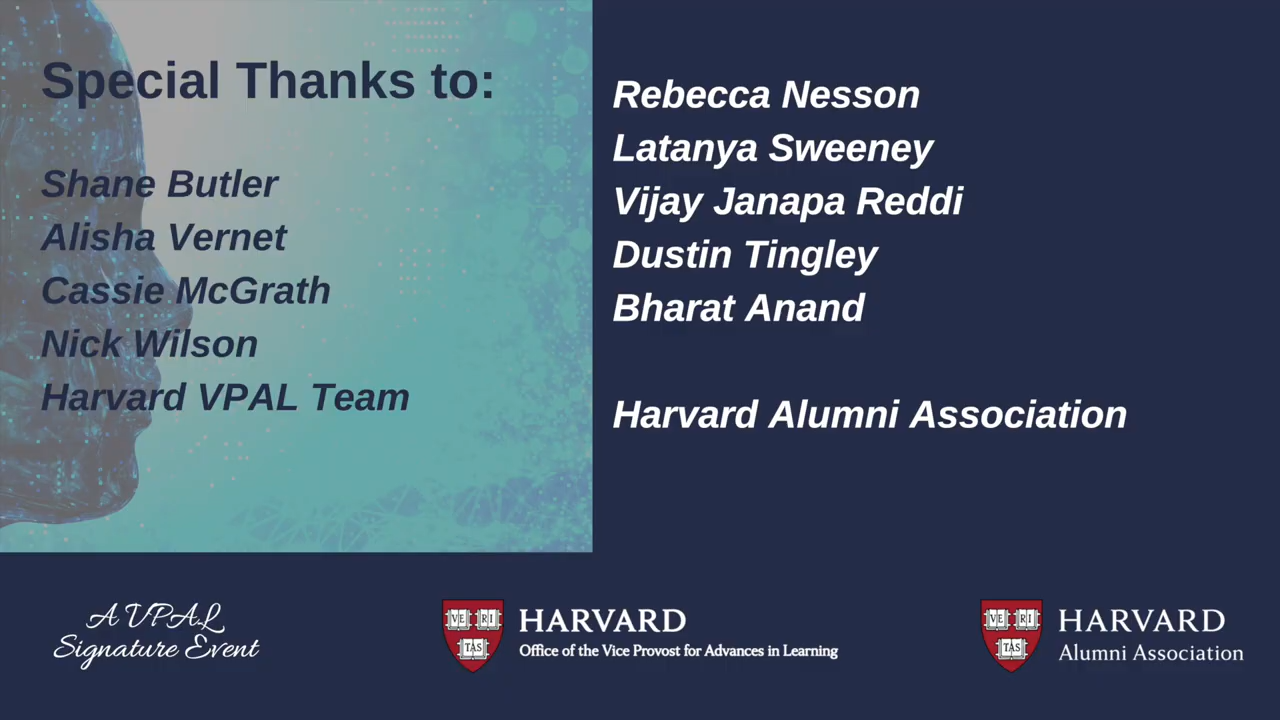 Special Thanks to:
Shane Butler
Alisha Vernet
Cassie McGrath
Nick Wilson
Harvard VPAL Team
Rebecca Nesson
Latanya Sweeney
Vijay Janapa Reddi
Dustin Tingley
Bharat Anand
Harvard Alumni Association
A VPAL
Signature Event
VE RI
TAS
HARVARD
Office of the Vice Provost for Advances in Learning
VE RI
TAS
HARVARD
Alumni Association